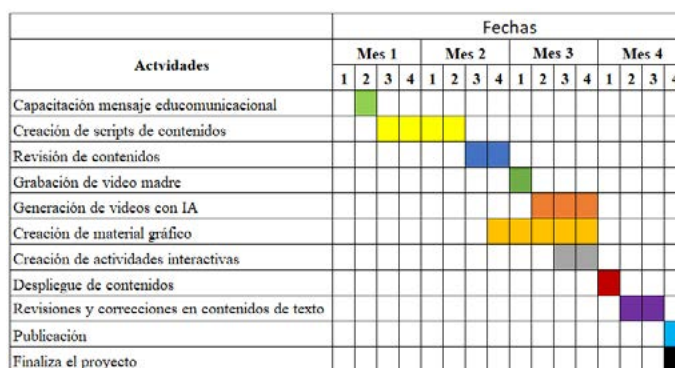 Fechas
Actvidades
Mes 1 Mes 2 Mes 3 Mes 4
1 2 3 4 1 2 3 4 1 2 3 4 1 2 3 4
Capacitación mensaje educomunicacional
Creación de scripts de contenidos
Revisión de contenidos
Grabación de video madre
Generación de videos con IA
Creación de material gráfico
Creación de actividades interactivas
Despliegue de contenidos
Revisiones y correcciones en contenidos de texto
Publicación
Finaliza el proyecto